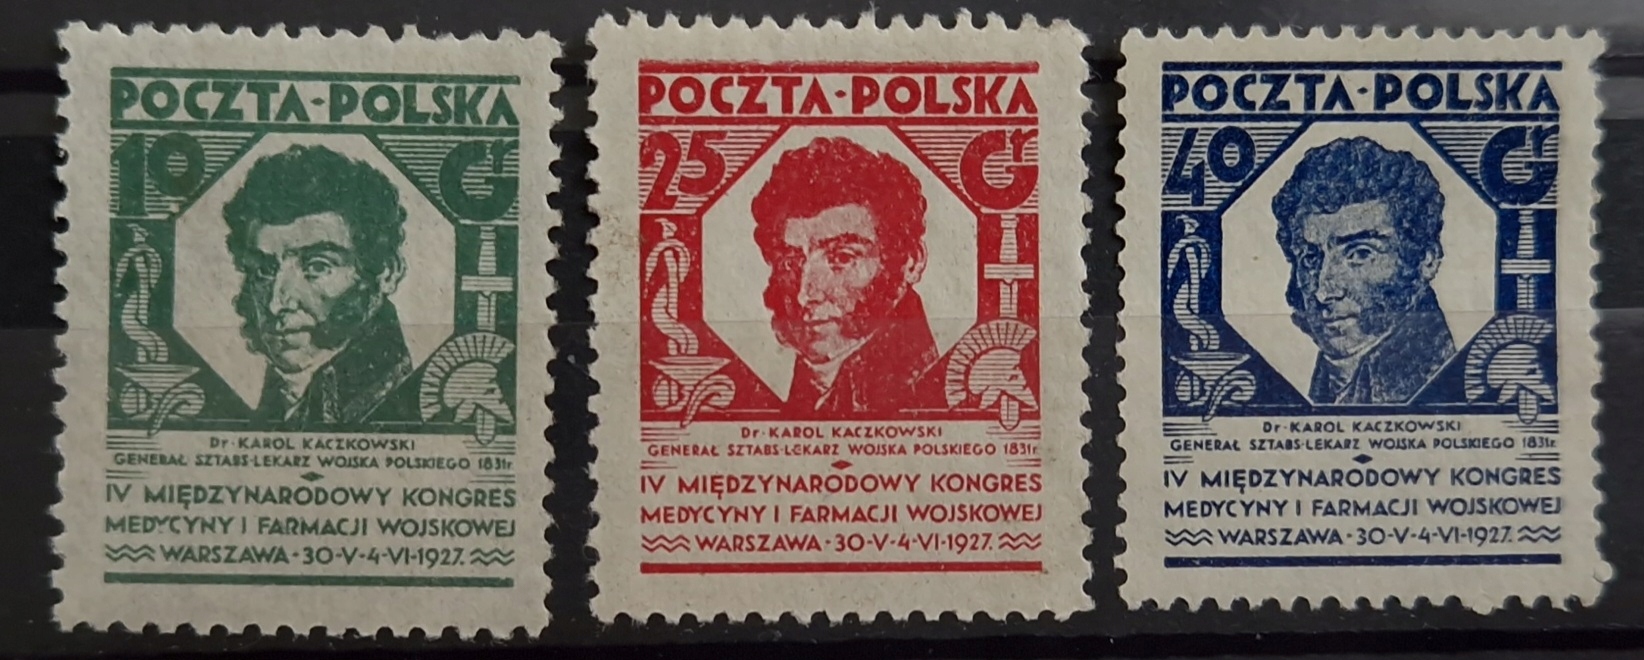 POCZTA-POLSKA
10 Gr
Dr·KAROL KACZKOWSKI
GENERAŁ SZTABS-LEKARZ WOJSKA POLSKIEGO 1831r.
IV MIĘDZYNARODOWY KONGRES
MEDYCYNY I FARMACJI WOJSKOWEJ
WARSZAWA·30-V-4-VI-1927.
POCZTA-POLSKA
25 Gr
Dr·KAROL KACZKOWSKI
GENERAŁ SZTABS-LEKARZ WOJSKA POLSKIEGO 1831r.
IV MIĘDZYNARODOWY KONGRES
MEDYCYNY I FARMACJI WOJSKOWEJ
WARSZAWA·30-V-4-VI-1927.
POCZTA-POLSKA
40 Gr
Dr·KAROL KACZKOWSKI
GENERAŁ SZTABS-LEKARZ WOJSKA POLSKIEGO 1831r.
IV MIĘDZYNARODOWY KONGRES
MEDYCYNY I FARMACJI WOJSKOWEJ
WARSZAWA·30-V-4-VI-1927.